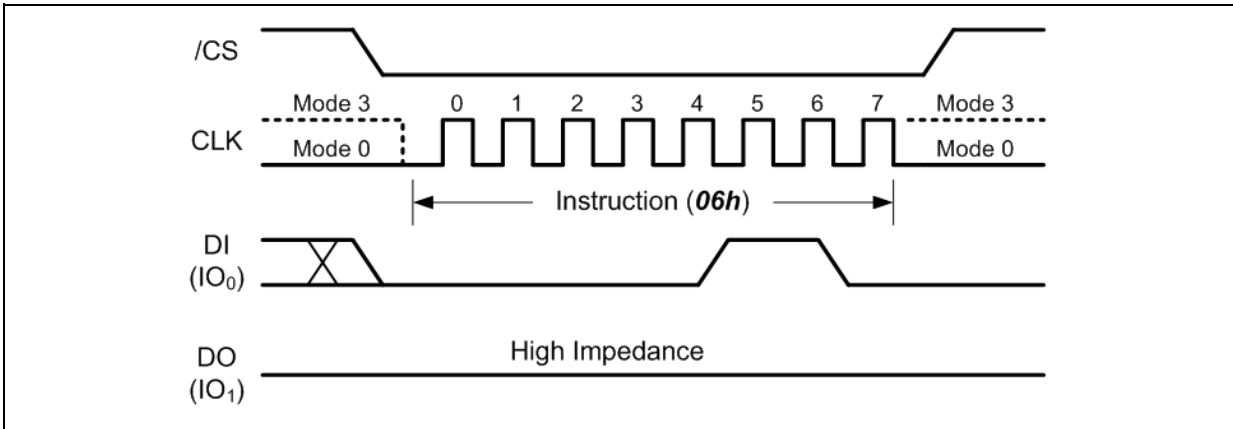 /CS
Mode 3 0 1 2 3 4 5 6 7 Mode 3
CLK
Mode 0 Mode 0
Instruction (06h)
DI
(IO₀)
High Impedance
DO
(IO₁)